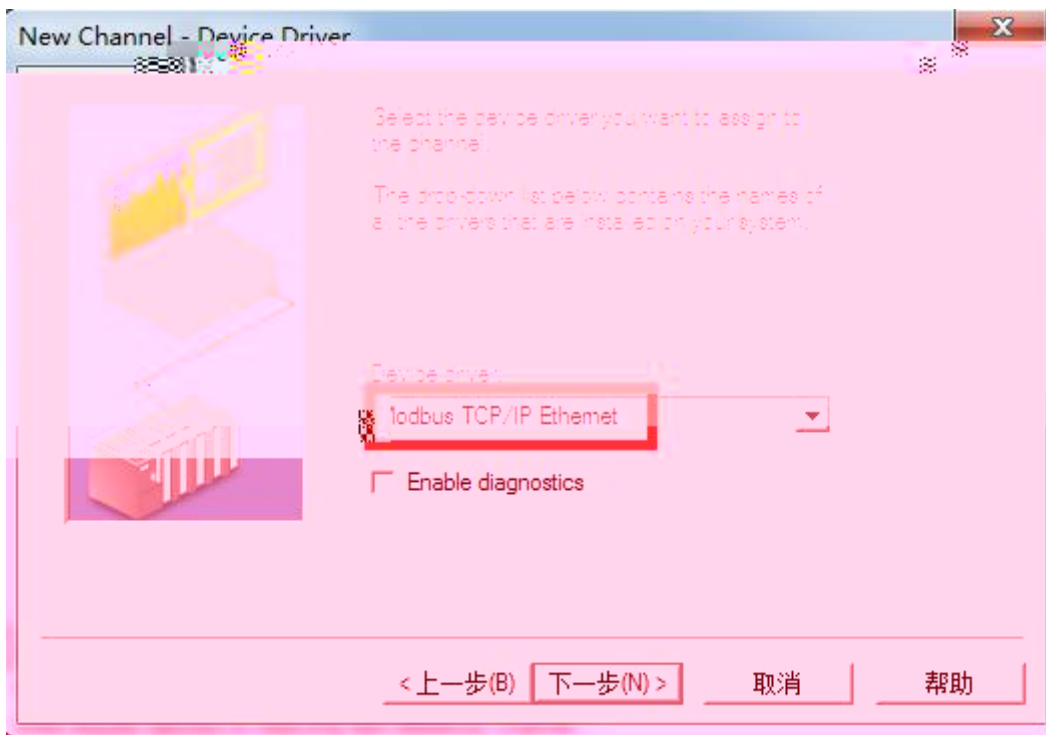 New Channel - Device Driver
Select the device driver you want to assign to
the channel.
The drop-down list below contains the names of
all the drivers that are installed on your system.
Device driver:
Modbus TCP/IP Ethernet
Enable diagnostics
<上一步(B)
下一步(N)>
取消
帮助